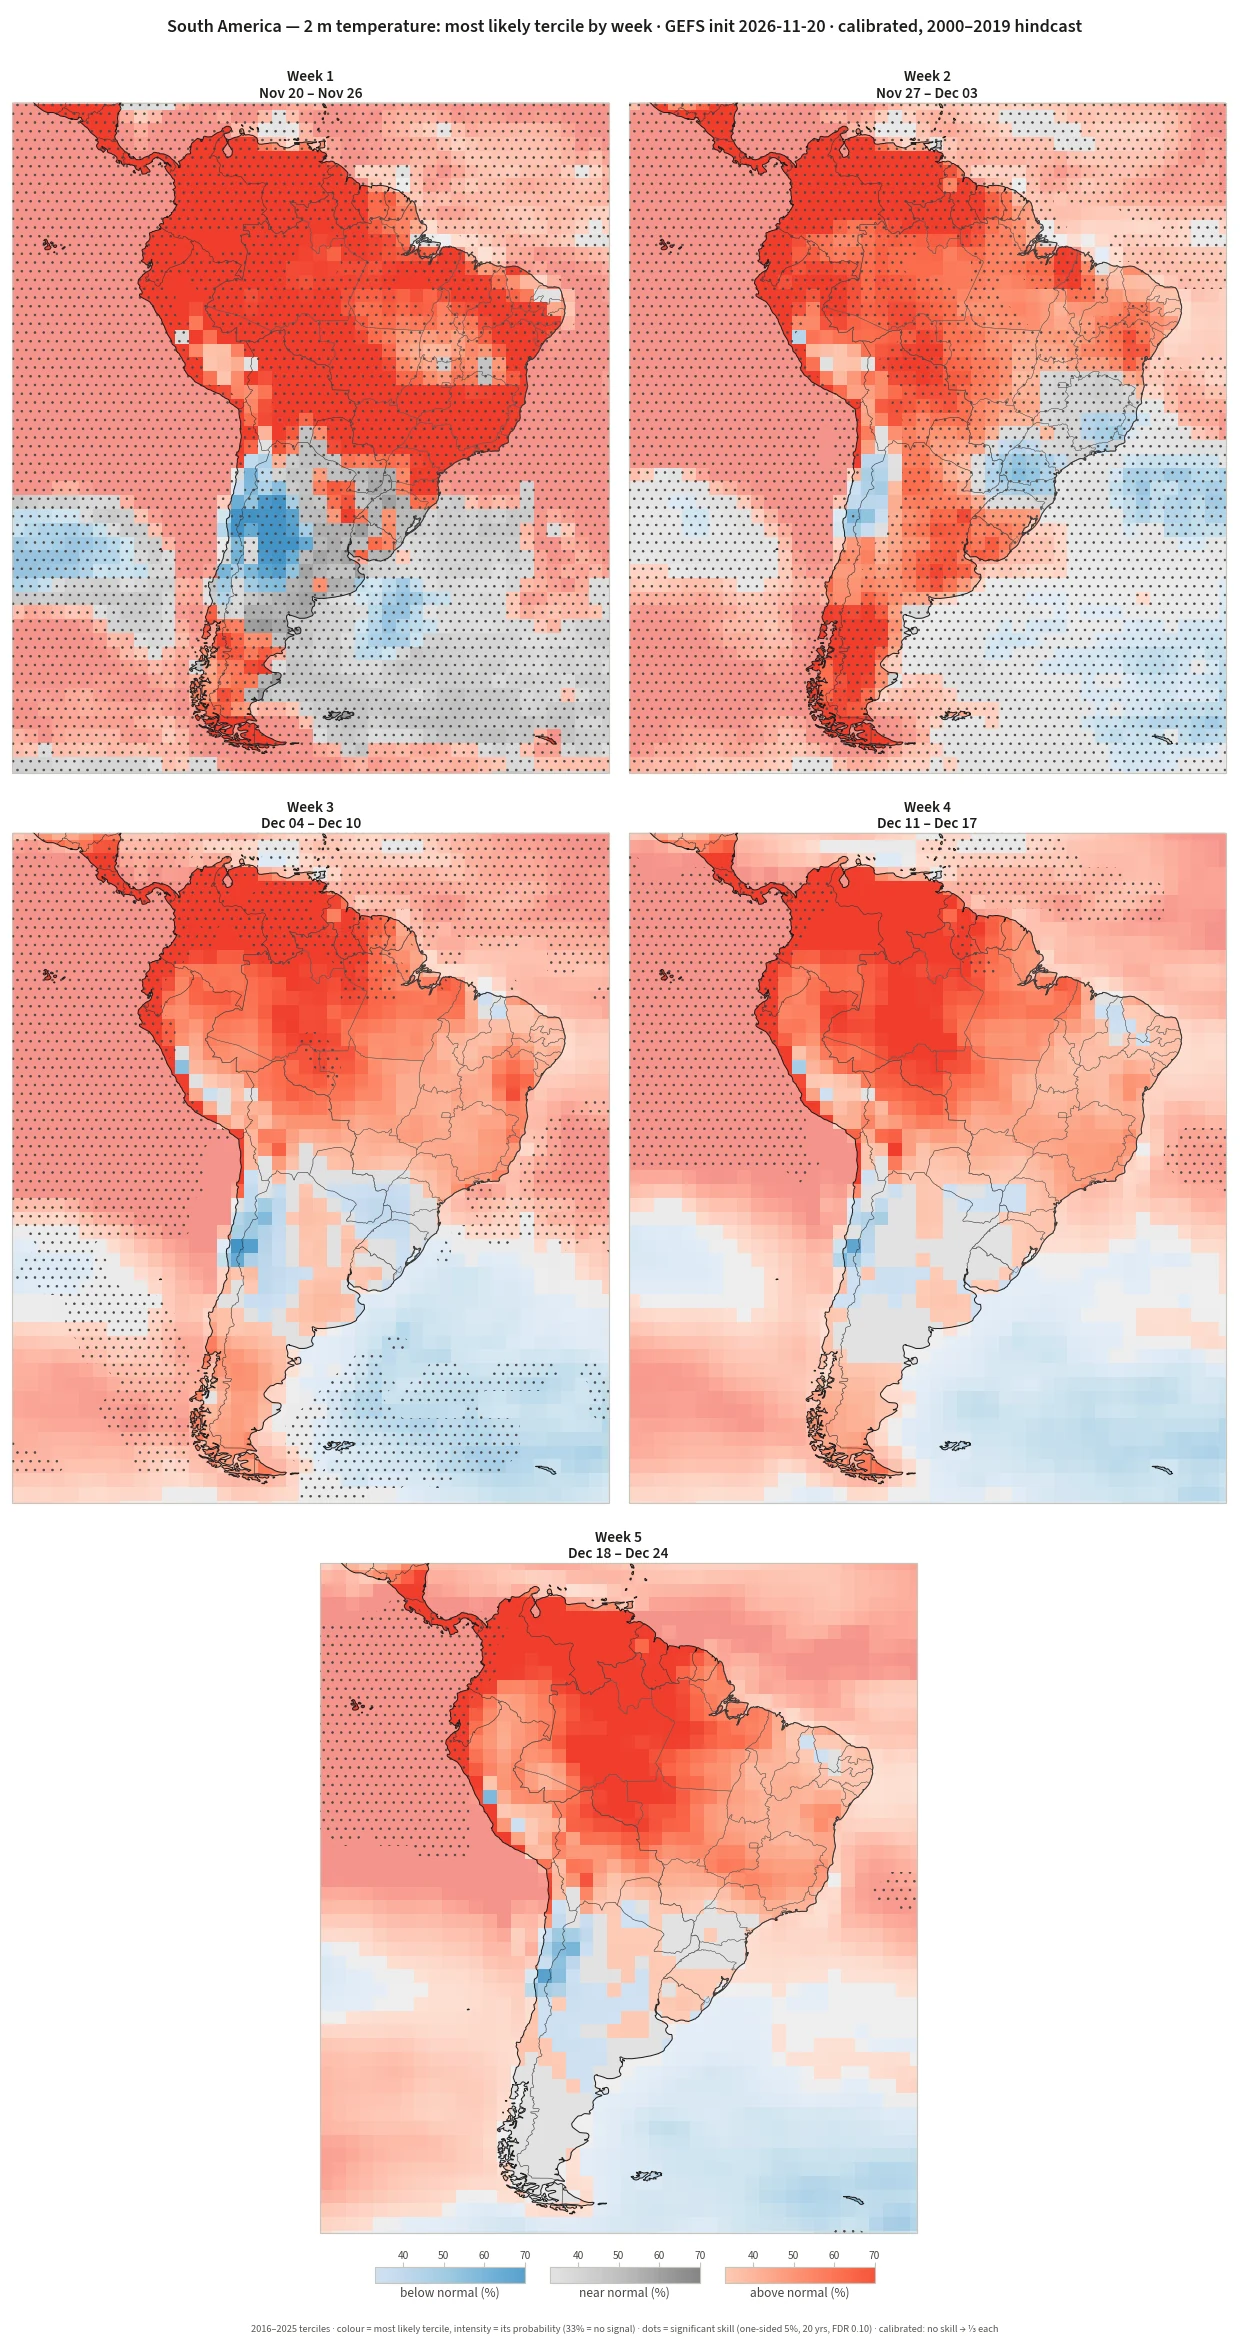 South America — 2 m temperature: most likely tercile by week · GEFS init 2026-11-20 · calibrated, 2000–2019 hindcast
Week 1
Nov 20 – Nov 26
Week 2
Nov 27 – Dec 03
Week 3
Dec 04 – Dec 10
Week 4
Dec 11 – Dec 17
Week 5
Dec 18 – Dec 24
40 50 60 70
40 50 60 70
40 50 60 70
below normal (%)
near normal (%)
above normal (%)
2016–2025 terciles · colour = most likely tercile, intensity = its probability (33% = no signal) · dots = significant skill (one-sided 5%, 20 yrs, FDR 0.10) · calibrated: no skill → ⅓ each